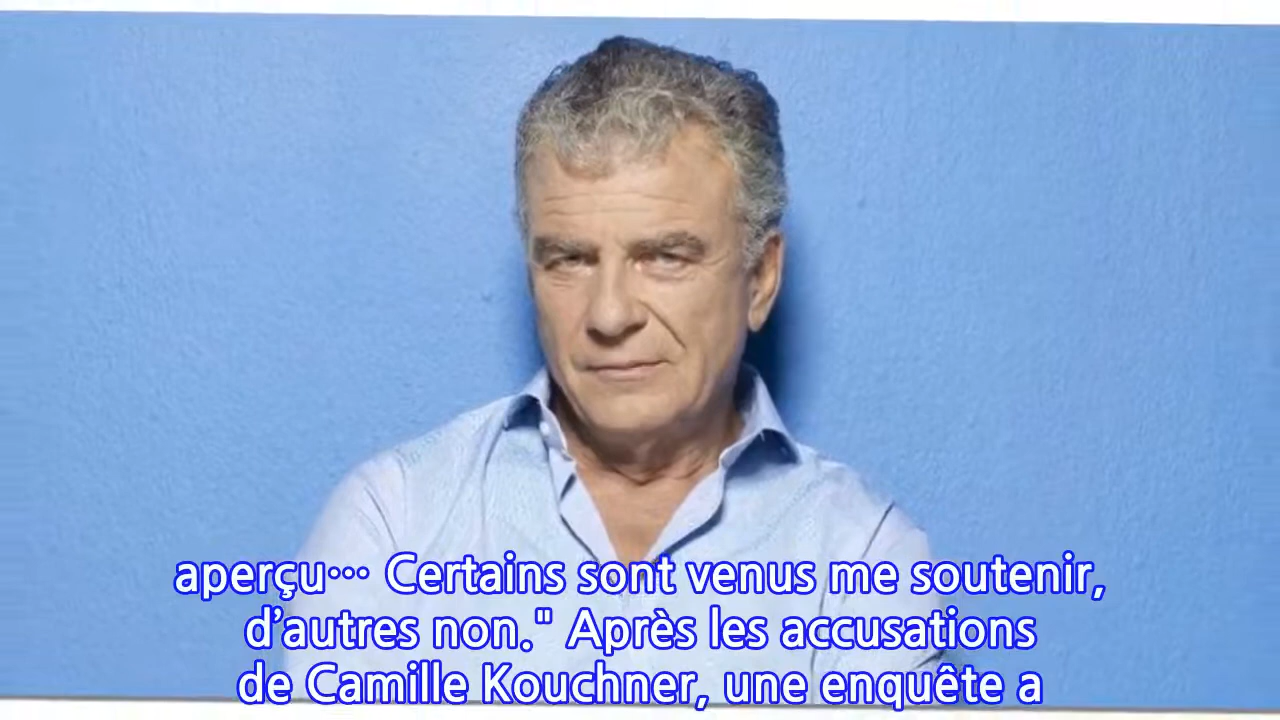 aperçu··· Certains sont venus me soutenir,
d’autres non." Après les accusations
de Camille Kouchner, une enquête a